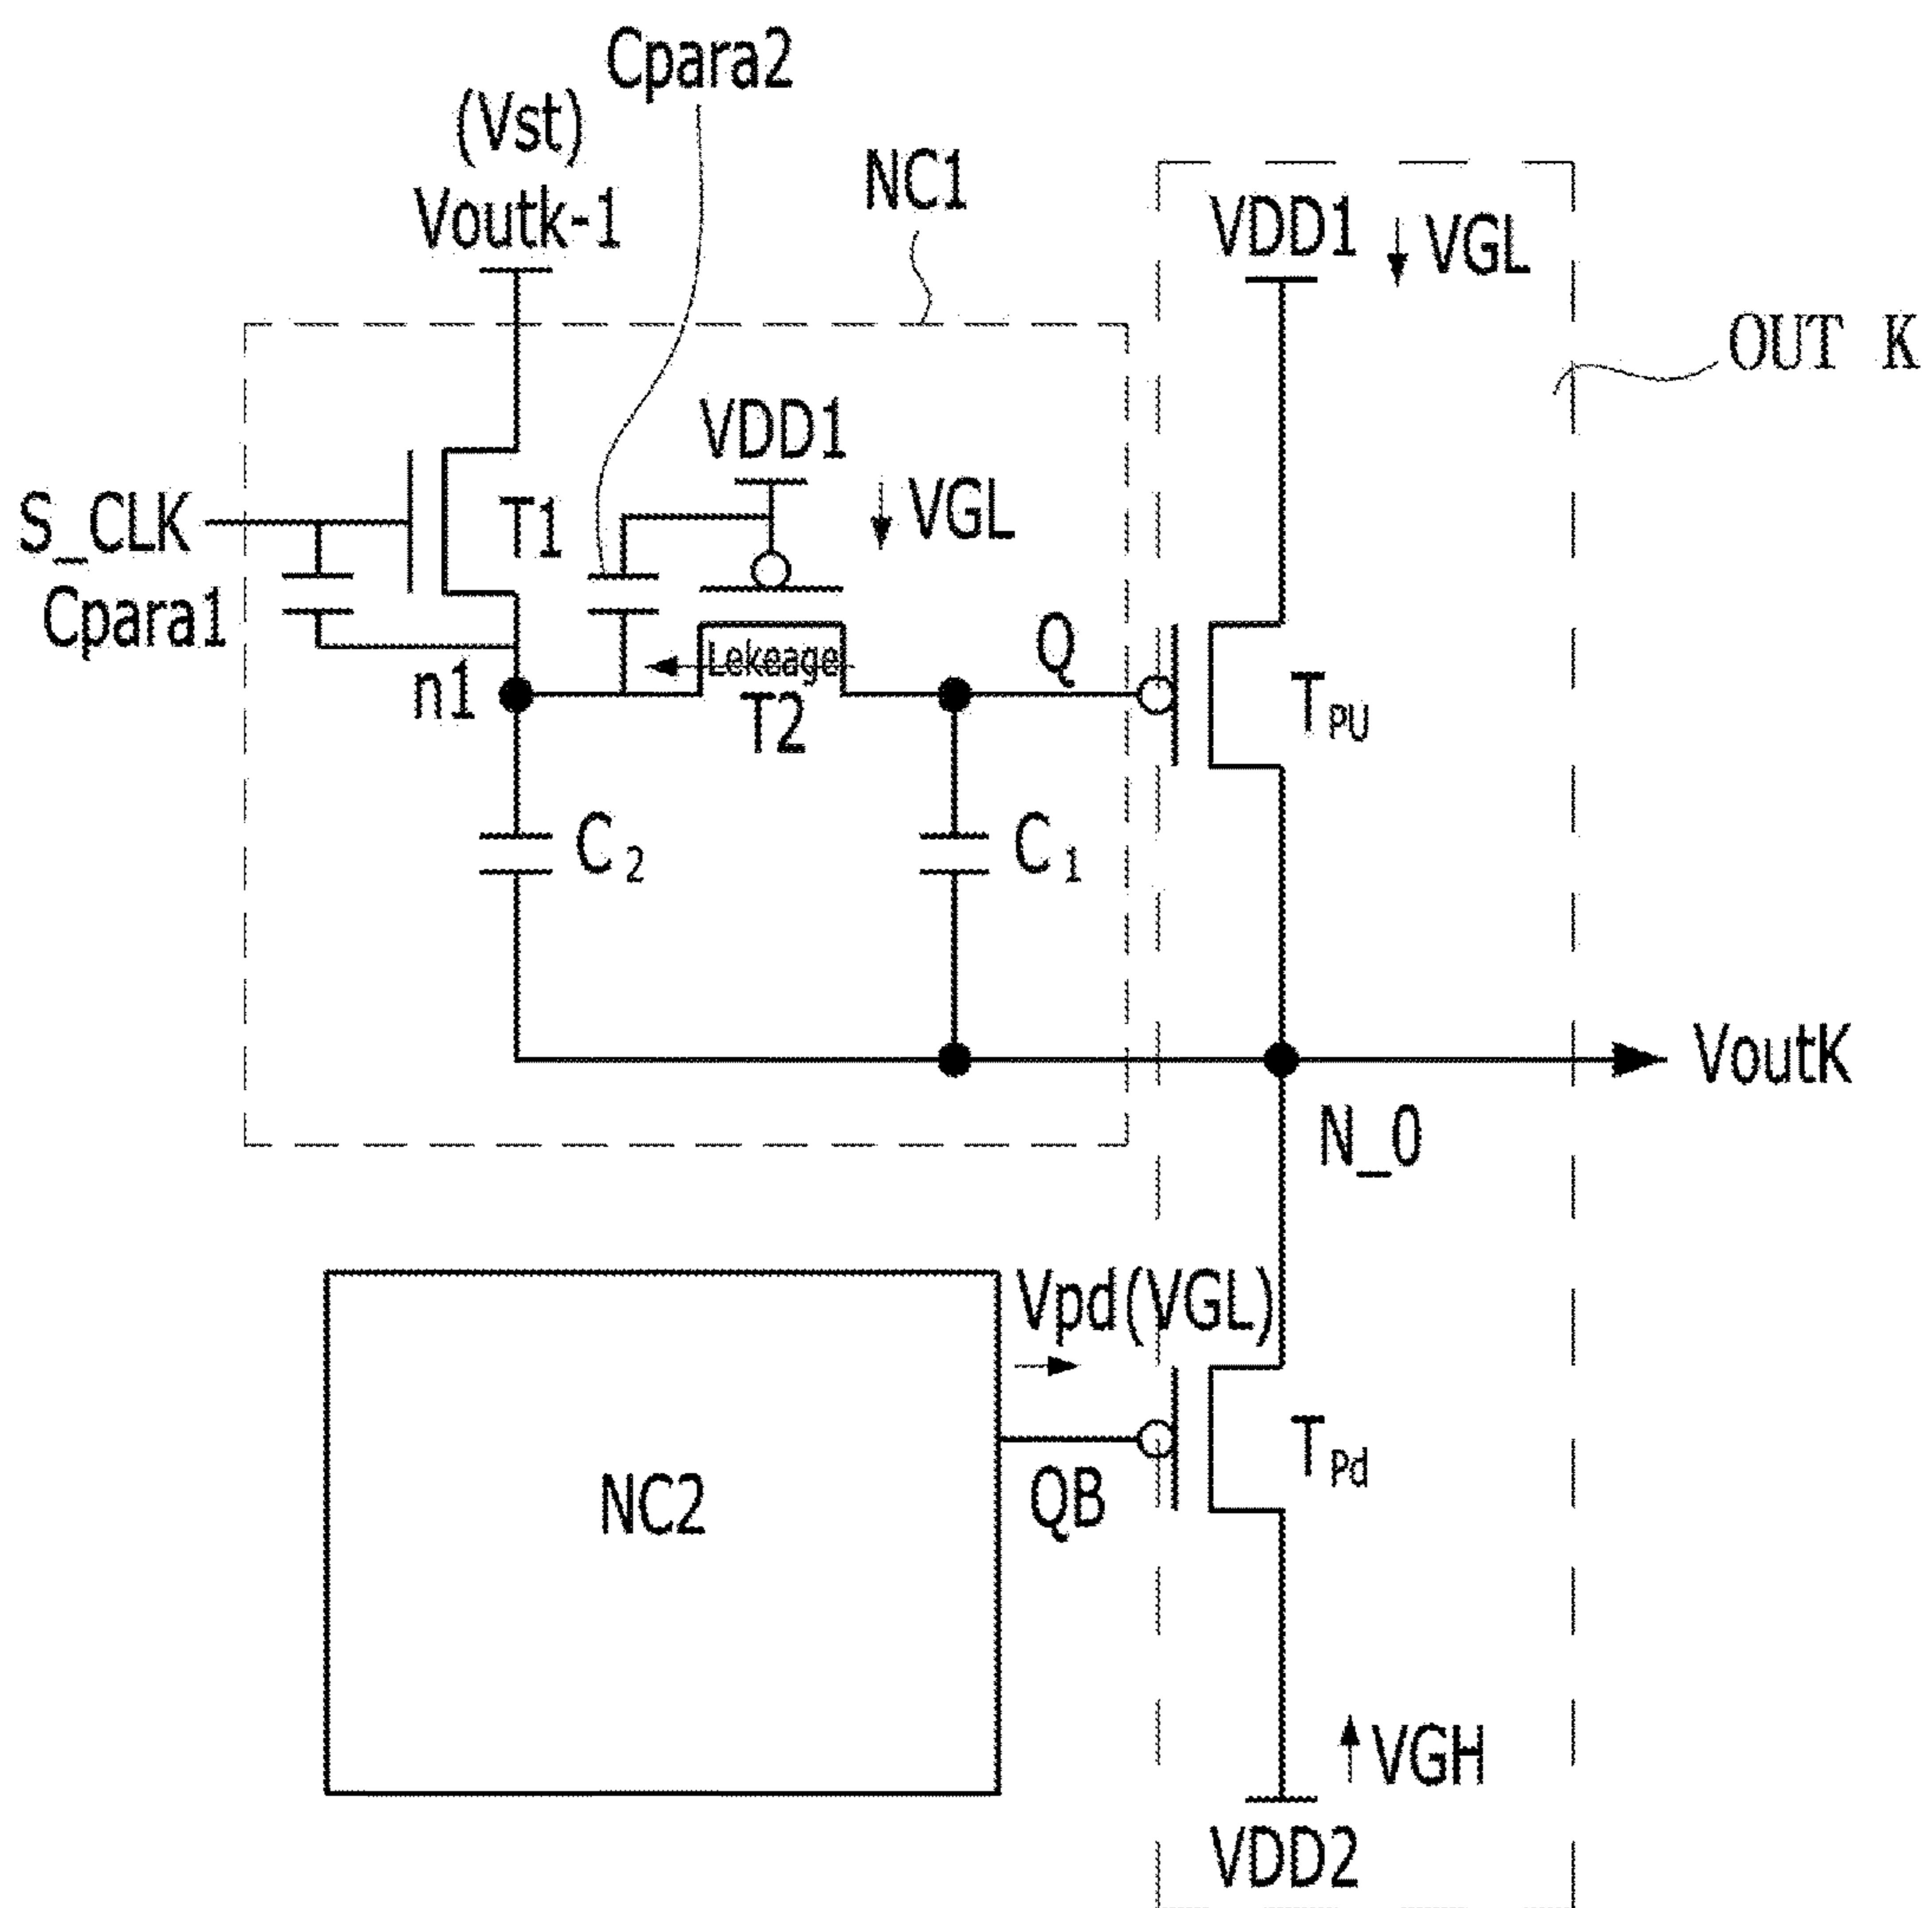 Cpara2
(Vst)
Voutk-1
NC1
VDD1
VGL
OUT K
VDD1
VGL
S_CLK
T1
Cpara1
Lekeage
Q
n1
T2
TPU
C2
C1
VoutK
N_0
Vpd(VGL)
NC2
QB
TPd
VGH
VDD2